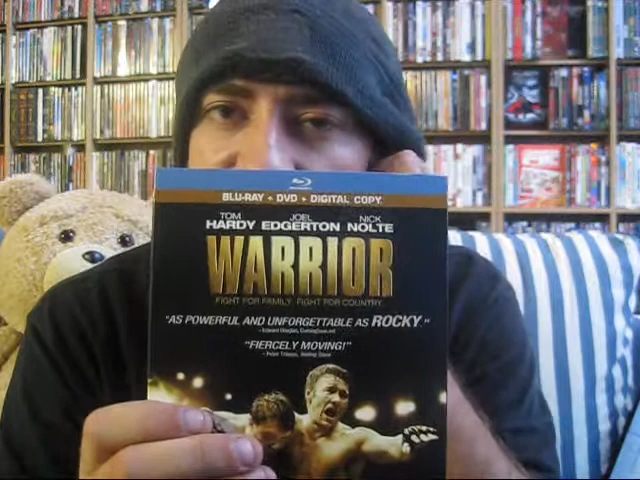 BLU-RAY + DVD + DIGITAL COPY
TOM JOEL NICK
HARDY EDGERTON NOLTE
WARRIOR
FIGHT FOR FAMILY. FIGHT FOR COUNTRY.
"AS POWERFUL AND UNFORGETTABLE AS ROCKY."
"FIERCELY MOVING!"